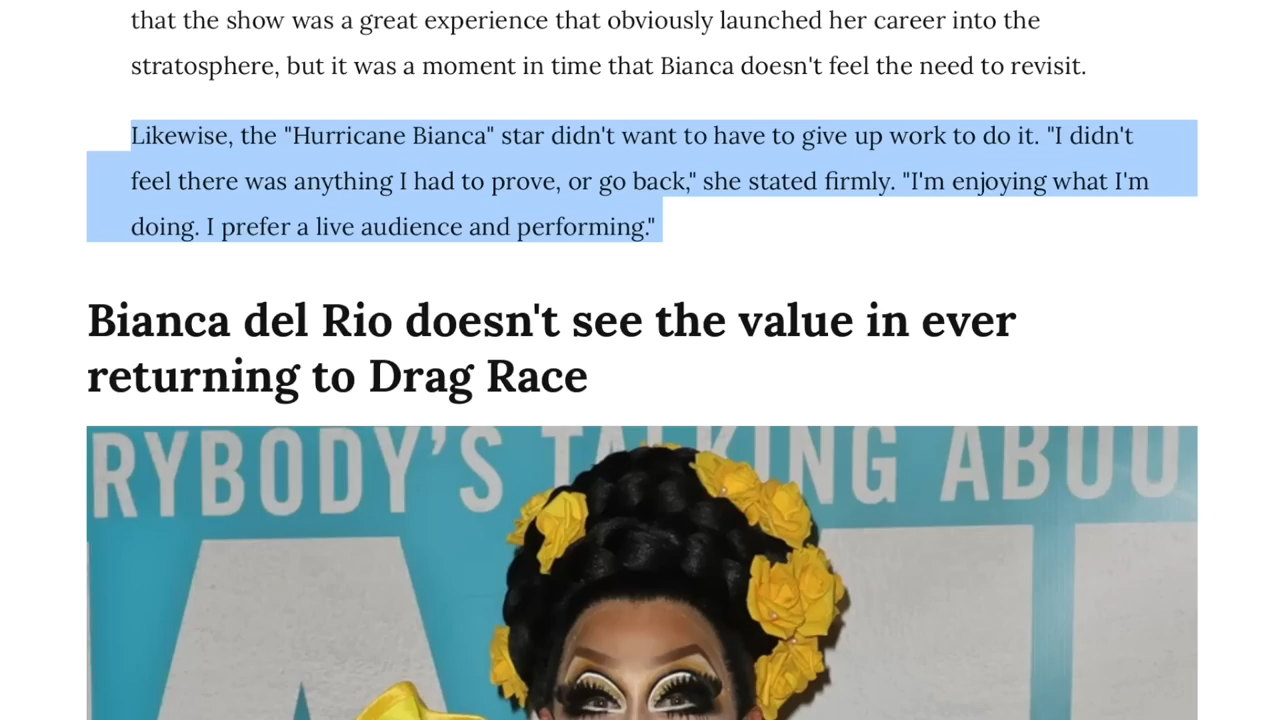 that the show was a great experience that obviously launched her career into the
stratosphere, but it was a moment in time that Bianca doesn't feel the need to revisit.
Likewise, the "Hurricane Bianca" star didn't want to have to give up work to do it. "I didn't
feel there was anything I had to prove, or go back," she stated firmly. "I'm enjoying what I'm
doing. I prefer a live audience and performing."
Bianca del Rio doesn't see the value in ever
returning to Drag Race
RYBODY'S TALKING ABOU